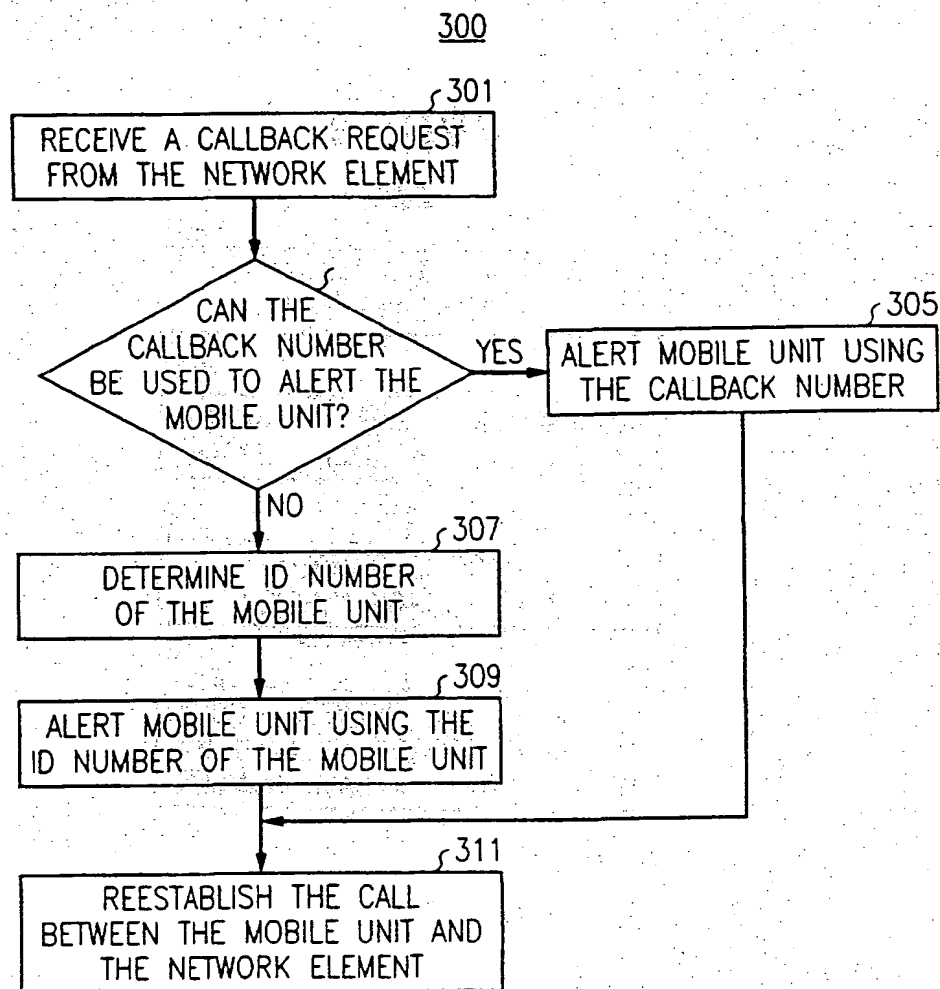 300
301
RECEIVE A CALLBACK REQUEST
FROM THE NETWORK ELEMENT
CAN THE
CALLBACK NUMBER
BE USED TO ALERT THE
MOBILE UNIT?
YES
305
ALERT MOBILE UNIT USING
THE CALLBACK NUMBER
NO
307
DETERMINE ID NUMBER
OF THE MOBILE UNIT
309
ALERT MOBILE UNIT USING THE
ID NUMBER OF THE MOBILE UNIT
311
REESTABLISH THE CALL
BETWEEN THE MOBILE UNIT AND
THE NETWORK ELEMENT